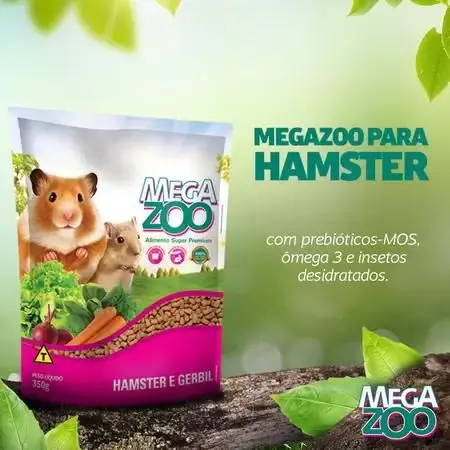 MEGAZOO PARA
HAMSTER
com prebióticos-MOS,
ômega 3 e insetos
desidratados.
MEGA
ZOO
Alimento Super Premium
T
PESO LÍQUIDO
350g
HAMSTER E GERBIL
MEGA
ZOO